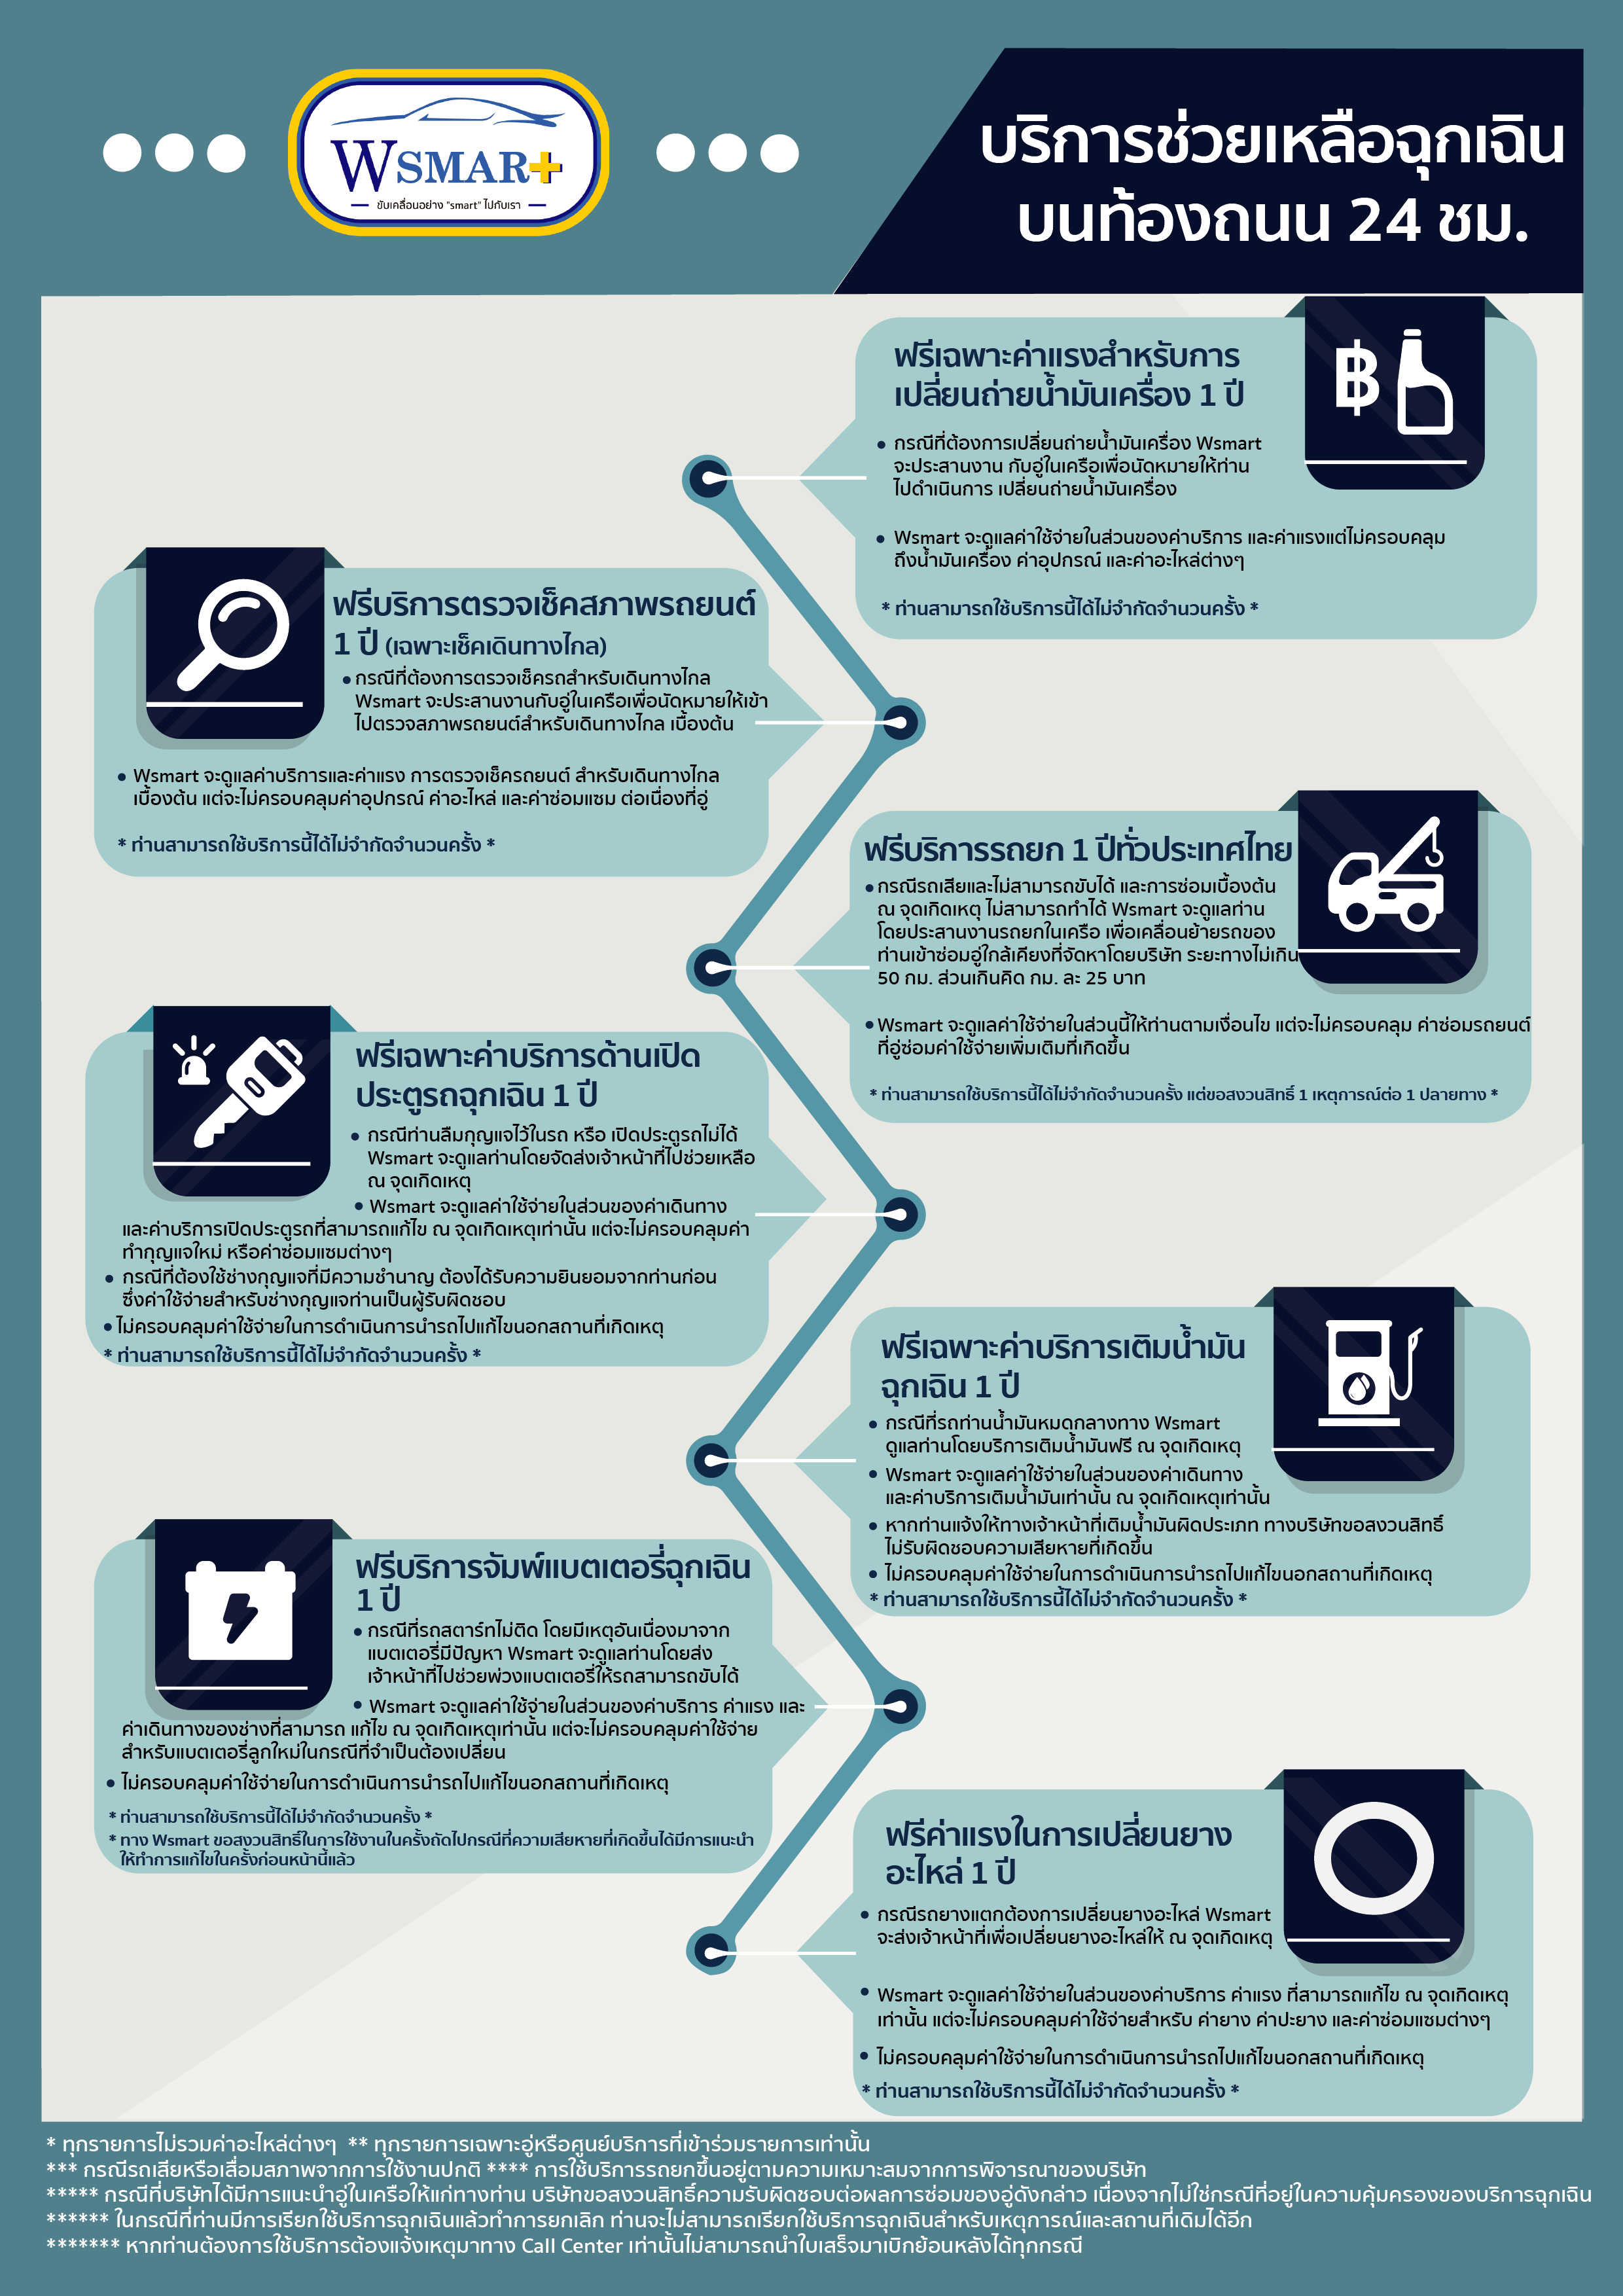 WSMAR+
ขับเคลื่อนอย่าง "smart" ไปกับเรา
บริการช่วยเหลือฉุกเฉิน
บนท้องถนน 24 ชม.
ฟรีเฉพาะค่าแรงสำหรับการ
เปลี่ยนถ่ายน้ำมันเครื่อง 1 ปี
• กรณีที่ต้องการเปลี่ยนถ่ายน้ำมันเครื่อง Wsmart
จะประสานงาน กับอู่ในเครือเพื่อนัดหมายให้ท่าน
ไปดำเนินการ เปลี่ยนถ่ายน้ำมันเครื่อง
• Wsmart จะดูแลค่าใช้จ่ายในส่วนของค่าบริการ และค่าแรงแต่ไม่ครอบคลุม
ถึงน้ำมันเครื่อง ค่าอุปกรณ์ และค่าอะไหล่ต่างๆ
* ท่านสามารถใช้บริการนี้ได้ไม่จำกัดจำนวนครั้ง *
฿
ฟรีบริการตรวจเช็คสภาพรถยนต์
1 ปี (เฉพาะเช็คเดินทางไกล)
• กรณีที่ต้องการตรวจเช็ครถสำหรับเดินทางไกล
Wsmart จะประสานงานกับอู่ในเครือเพื่อนัดหมายให้เข้า
ไปตรวจสภาพรถยนต์สำหรับเดินทางไกล เบื้องต้น
• Wsmart จะดูแลค่าบริการและค่าแรง การตรวจเช็ครถยนต์ สำหรับเดินทางไกล
เบื้องต้น แต่จะไม่ครอบคลุมค่าอุปกรณ์ ค่าอะไหล่ และค่าซ่อมแซม ต่อเนื่องที่อู่
* ท่านสามารถใช้บริการนี้ได้ไม่จำกัดจำนวนครั้ง *
ฟรีบริการรถยก 1 ปีทั่วประเทศไทย
• กรณีรถเสียและไม่สามารถขับได้ และการซ่อมเบื้องต้น
ณ จุดเกิดเหตุ ไม่สามารถทำได้ Wsmart จะดูแลท่าน
โดยประสานงานรถยกในเครือ เพื่อเคลื่อนย้ายรถของ
ท่านเข้าซ่อมอู่ใกล้เคียงที่จัดหาโดยบริษัท ระยะทางไม่เกิน
50 กม. ส่วนเกินคิด กม. ละ 25 บาท
• Wsmart จะดูแลค่าใช้จ่ายในส่วนนี้ให้ท่านตามเงื่อนไข แต่จะไม่ครอบคลุม ค่าซ่อมรถยนต์
ที่อู่ซ่อมค่าใช้จ่ายเพิ่มเติมที่เกิดขึ้น
* ท่านสามารถใช้บริการนี้ได้ไม่จำกัดจำนวนครั้ง แต่ขอสงวนสิทธิ์ 1 เหตุการณ์ต่อ 1 ปลายทาง *
ฟรีเฉพาะค่าบริการด้านเปิด
ประตูรถฉุกเฉิน 1 ปี
• กรณีท่านลืมกุญแจไว้ในรถ หรือ เปิดประตูรถไม่ได้
Wsmart จะดูแลท่านโดยจัดส่งเจ้าหน้าที่ไปช่วยเหลือ
ณ จุดเกิดเหตุ
• Wsmart จะดูแลค่าใช้จ่ายในส่วนของค่าเดินทาง
และค่าบริการเปิดประตูรถที่สามารถแก้ไข ณ จุดเกิดเหตุเท่านั้น แต่จะไม่ครอบคลุมค่า
ทำกุญแจใหม่ หรือค่าซ่อมแซมต่างๆ
• กรณีที่ต้องใช้ช่างกุญแจที่มีความชำนาญ ต้องได้รับความยินยอมจากท่านก่อน
ซึ่งค่าใช้จ่ายสำหรับช่างกุญแจท่านเป็นผู้รับผิดชอบ
• ไม่ครอบคลุมค่าใช้จ่ายในการดำเนินการนำรถไปแก้ไขนอกสถานที่เกิดเหตุ
* ท่านสามารถใช้บริการนี้ได้ไม่จำกัดจำนวนครั้ง *
ฟรีเฉพาะค่าบริการเติมน้ำมัน
ฉุกเฉิน 1 ปี
• กรณีที่รถท่านน้ำมันหมดกลางทาง Wsmart
ดูแลท่านโดยบริการเติมน้ำมันฟรี ณ จุดเกิดเหตุ
• Wsmart จะดูแลค่าใช้จ่ายในส่วนของค่าเดินทาง
และค่าบริการเติมน้ำมันเท่านั้น ณ จุดเกิดเหตุเท่านั้น
• หากท่านแจ้งให้ทางเจ้าหน้าที่เติมน้ำมันผิดประเภท ทางบริษัทขอสงวนสิทธิ์
ไม่รับผิดชอบความเสียหายที่เกิดขึ้น
• ไม่ครอบคลุมค่าใช้จ่ายในการดำเนินการนำรถไปแก้ไขนอกสถานที่เกิดเหตุ
* ท่านสามารถใช้บริการนี้ได้ไม่จำกัดจำนวนครั้ง *
ฟรีบริการจัมพ์แบตเตอรี่ฉุกเฉิน
1 ปี
• กรณีที่รถสตาร์ทไม่ติด โดยมีเหตุอันเนื่องมาจาก
แบตเตอรี่มีปัญหา Wsmart จะดูแลท่านโดยส่ง
เจ้าหน้าที่ไปช่วยพ่วงแบตเตอรี่ให้รถสามารถขับได้
• Wsmart จะดูแลค่าใช้จ่ายในส่วนของค่าบริการ ค่าแรง และ
ค่าเดินทางของช่างที่สามารถ แก้ไข ณ จุดเกิดเหตุเท่านั้น แต่จะไม่ครอบคลุมค่าใช้จ่าย
สำหรับแบตเตอรี่ลูกใหม่ในกรณีที่จำเป็นต้องเปลี่ยน
• ไม่ครอบคลุมค่าใช้จ่ายในการดำเนินการนำรถไปแก้ไขนอกสถานที่เกิดเหตุ
* ท่านสามารถใช้บริการนี้ได้ไม่จำกัดจำนวนครั้ง *
* ทาง Wsmart ขอสงวนสิทธิ์ในการใช้งานในครั้งถัดไปกรณีที่ความเสียหายที่เกิดขึ้นได้มีการแนะนำ
ให้ทำการแก้ไขในครั้งก่อนหน้านี้แล้ว
ฟรีค่าแรงในการเปลี่ยนยาง
อะไหล่ 1 ปี
• กรณีรถยางแตกต้องการเปลี่ยนยางอะไหล่ Wsmart
จะส่งเจ้าหน้าที่เพื่อเปลี่ยนยางอะไหล่ให้ ณ จุดเกิดเหตุ
• Wsmart จะดูแลค่าใช้จ่ายในส่วนของค่าบริการ ค่าแรง ที่สามารถแก้ไข ณ จุดเกิดเหตุ
เท่านั้น แต่จะไม่ครอบคลุมค่าใช้จ่ายสำหรับ ค่ายาง ค่าปะยาง และค่าซ่อมแซมต่างๆ
• ไม่ครอบคลุมค่าใช้จ่ายในการดำเนินการนำรถไปแก้ไขนอกสถานที่เกิดเหตุ
* ท่านสามารถใช้บริการนี้ได้ไม่จำกัดจำนวนครั้ง *
* ทุกรายการไม่รวมค่าอะไหล่ต่างๆ ** ทุกรายการเฉพาะอู่หรือศูนย์บริการที่เข้าร่วมรายการเท่านั้น
*** กรณีรถเสียหรือเสื่อมสภาพจากการใช้งานปกติ **** การใช้บริการรถยกขึ้นอยู่ตามความเหมาะสมจากการพิจารณาของบริษัท
***** กรณีที่บริษัทได้มีการแนะนำอู่ในเครือให้แก่ทางท่าน บริษัทขอสงวนสิทธิ์ความรับผิดชอบต่อผลการซ่อมของอู่ดังกล่าว เนื่องจากไม่ใช่กรณีที่อยู่ในความคุ้มครองของบริการฉุกเฉิน
****** ในกรณีที่ท่านมีการเรียกใช้บริการฉุกเฉินแล้วทำการยกเลิก ท่านจะไม่สามารถเรียกใช้บริการฉุกเฉินสำหรับเหตุการณ์และสถานที่เดิมได้อีก
******* หากท่านต้องการใช้บริการต้องแจ้งเหตุมาทาง Call Center เท่านั้นไม่สามารถนำใบเสร็จมาเบิกย้อนหลังได้ทุกกรณี